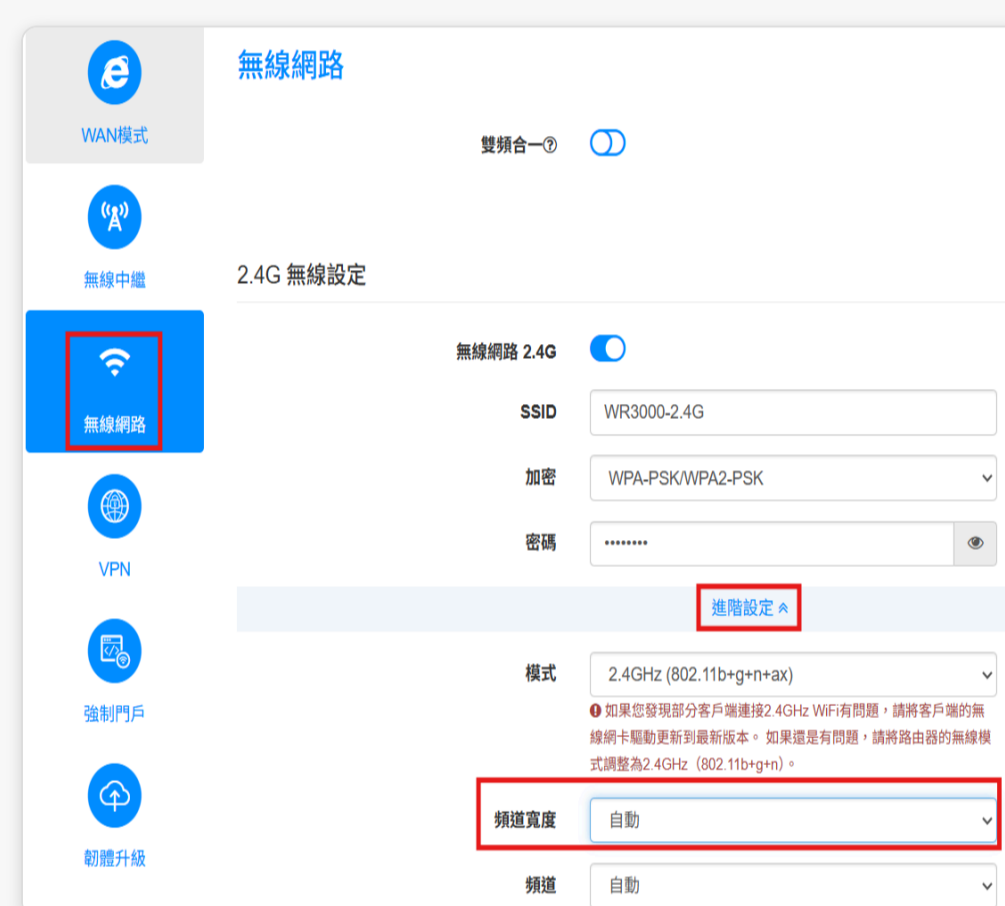 無線網路
雙頻合一?
WAN模式
無線中繼
2.4G 無線設定
無線網路 2.4G
無線網路
SSID WR3000-2.4G
加密 WPA-PSK/WPA2-PSK
密碼 ••••••••
VPN
進階設定
模式 2.4GHz (802.11b+g+n+ax)
如果您發現部分客戶端連接2.4GHz WiFi有問題，請將客戶端的無
線網卡驅動更新到最新版本。 如果還是有問題，請將路由器的無線模
式調整為2.4GHz（802.11b+g+n）。
強制門戶
頻道寬度 自動
韌體升級
頻道 自動